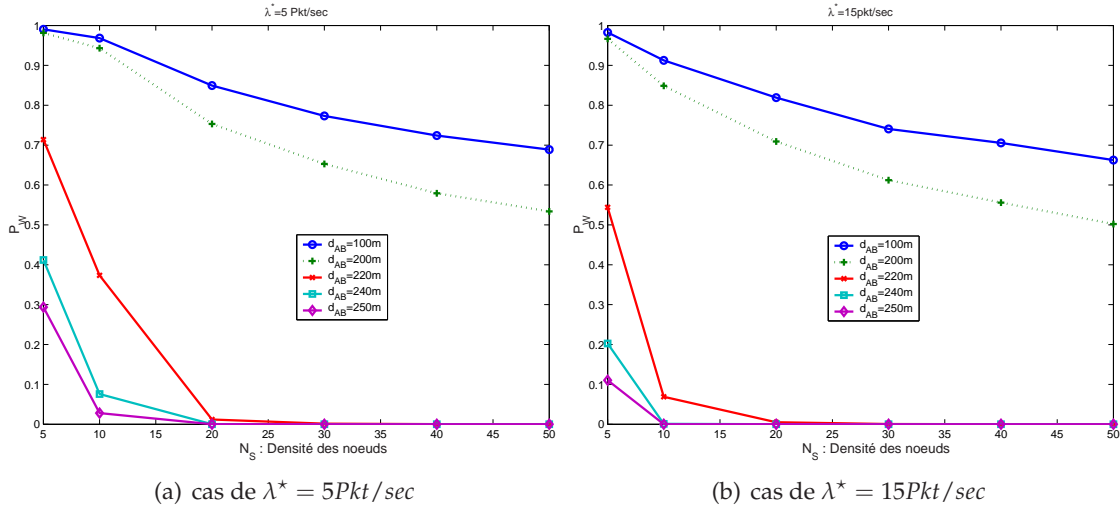 λ*=5 Pkt/sec
1
0.9
0.8
0.7
0.6
0.5
0.4
0.3
0.2
0.1
0
P_W
d_AB=100m
d_AB=200m
d_AB=220m
d_AB=240m
d_AB=250m
5 10 15 20 25 30 35 40 45 50
N_S : Densité des noeuds
(a) cas de λ* = 5Pkt/sec
λ*=15pkt/sec
1
0.9
0.8
0.7
0.6
0.5
0.4
0.3
0.2
0.1
0
P_W
d_AB=100m
d_AB=200m
d_AB=220m
d_AB=240m
d_AB=250m
5 10 15 20 25 30 35 40 45 50
N_S : Densité des noeuds
(b) cas de λ* = 15Pkt/sec